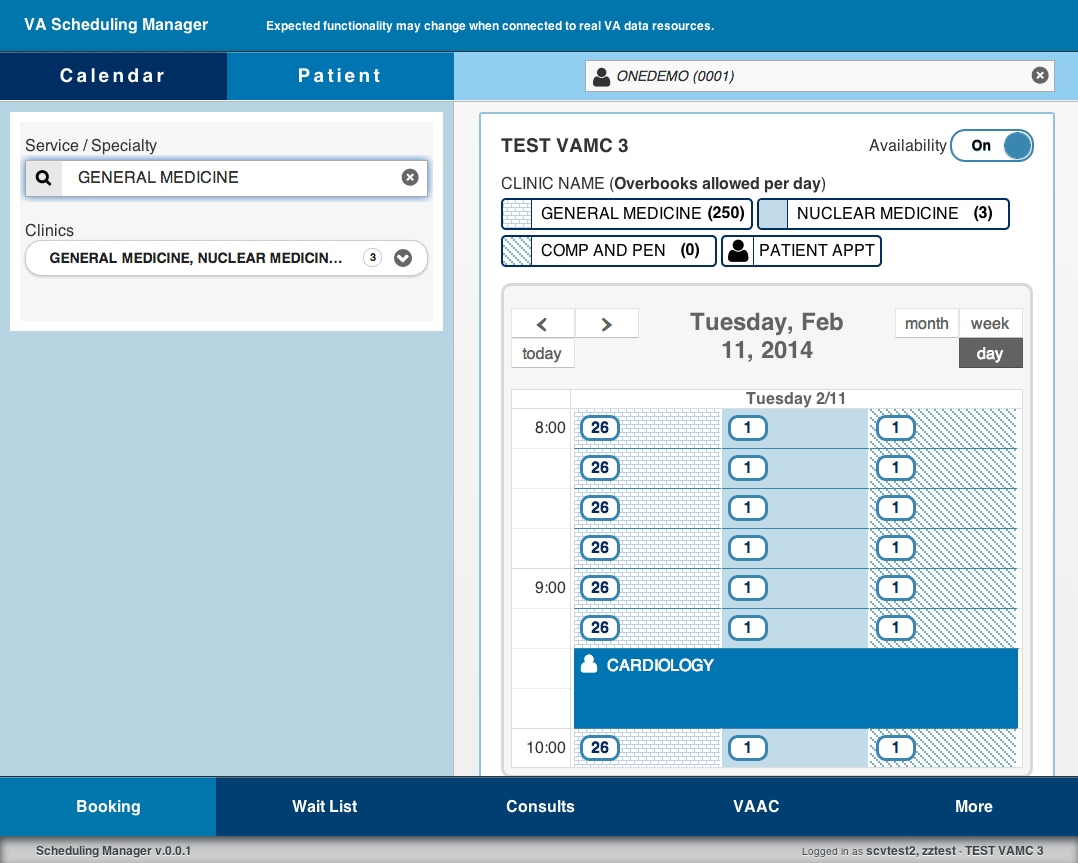 VA Scheduling Manager
Expected functionality may change when connected to real VA data resources.
Calendar
Patient
ONEDEMO (0001)
Service / Specialty
GENERAL MEDICINE
Clinics
GENERAL MEDICINE, NUCLEAR MEDICIN... 3
TEST VAMC 3
Availability On
CLINIC NAME (Overbooks allowed per day)
GENERAL MEDICINE (250)
NUCLEAR MEDICINE (3)
COMP AND PEN (0)
PATIENT APPT
today
Tuesday, Feb
11, 2014
month
week
day
Tuesday 2/11
8:00 26 1 1
26 1 1
26 1 1
26 1 1
9:00 26 1 1
26 1 1
CARDIOLOGY
10:00 26 1 1
Booking
Wait List
Consults
VAAC
More
Scheduling Manager v.0.0.1
Logged in as scvtest2, zztest - TEST VAMC 3